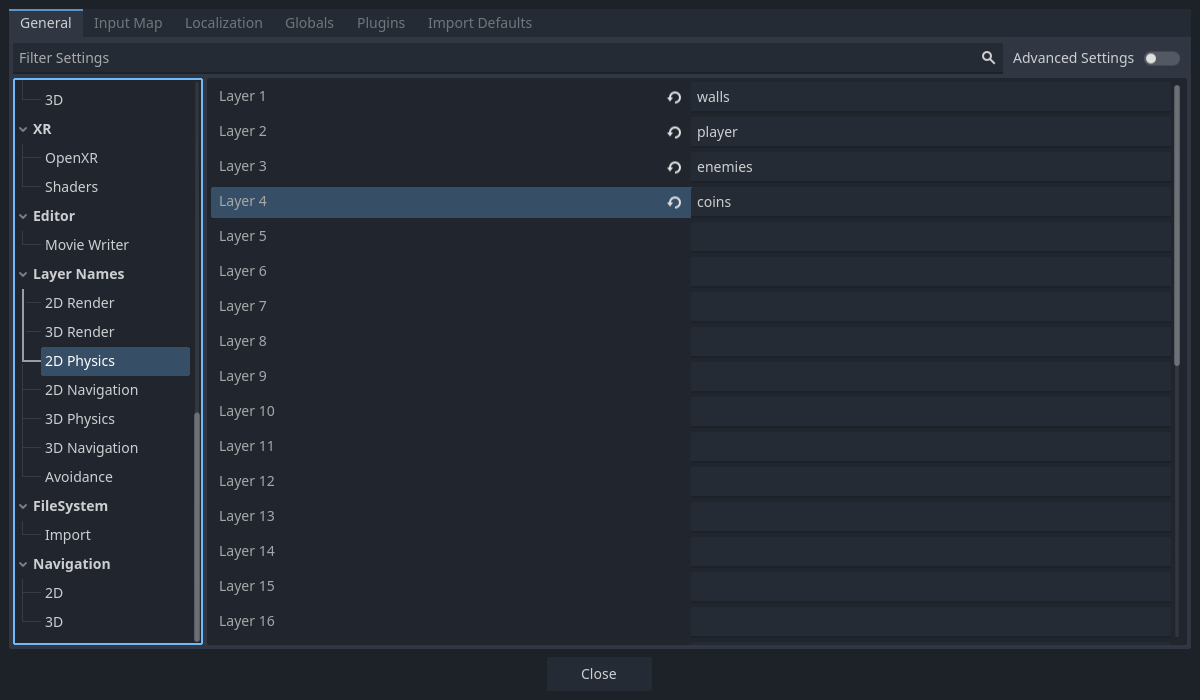 General Input Map Localization Globals Plugins Import Defaults
Filter Settings
Advanced Settings
3D
XR
OpenXR
Shaders
Editor
Movie Writer
Layer Names
2D Render
3D Render
2D Physics
2D Navigation
3D Physics
3D Navigation
Avoidance
FileSystem
Import
Navigation
2D
3D
Layer 1 walls
Layer 2 player
Layer 3 enemies
Layer 4 coins
Layer 5
Layer 6
Layer 7
Layer 8
Layer 9
Layer 10
Layer 11
Layer 12
Layer 13
Layer 14
Layer 15
Layer 16
Close